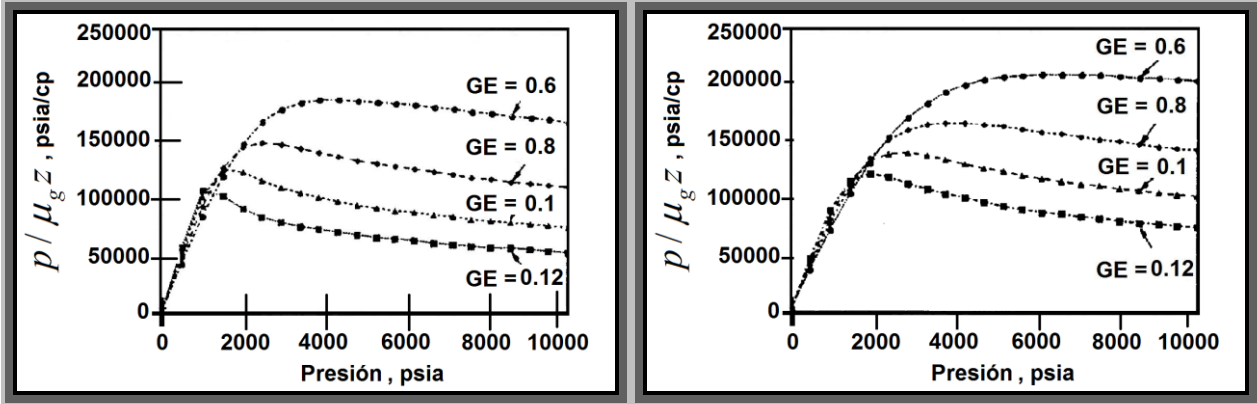 250000
200000
150000
100000
50000
0
p / μg z , psia/cp
GE = 0.6
GE = 0.8
GE = 0.1
GE = 0.12
0 2000 4000 6000 8000 10000
Presión , psia
250000
200000
150000
100000
50000
0
p / μg z , psia/cp
GE = 0.6
GE = 0.8
GE = 0.1
GE = 0.12
0 2000 4000 6000 8000 10000
Presión , psia